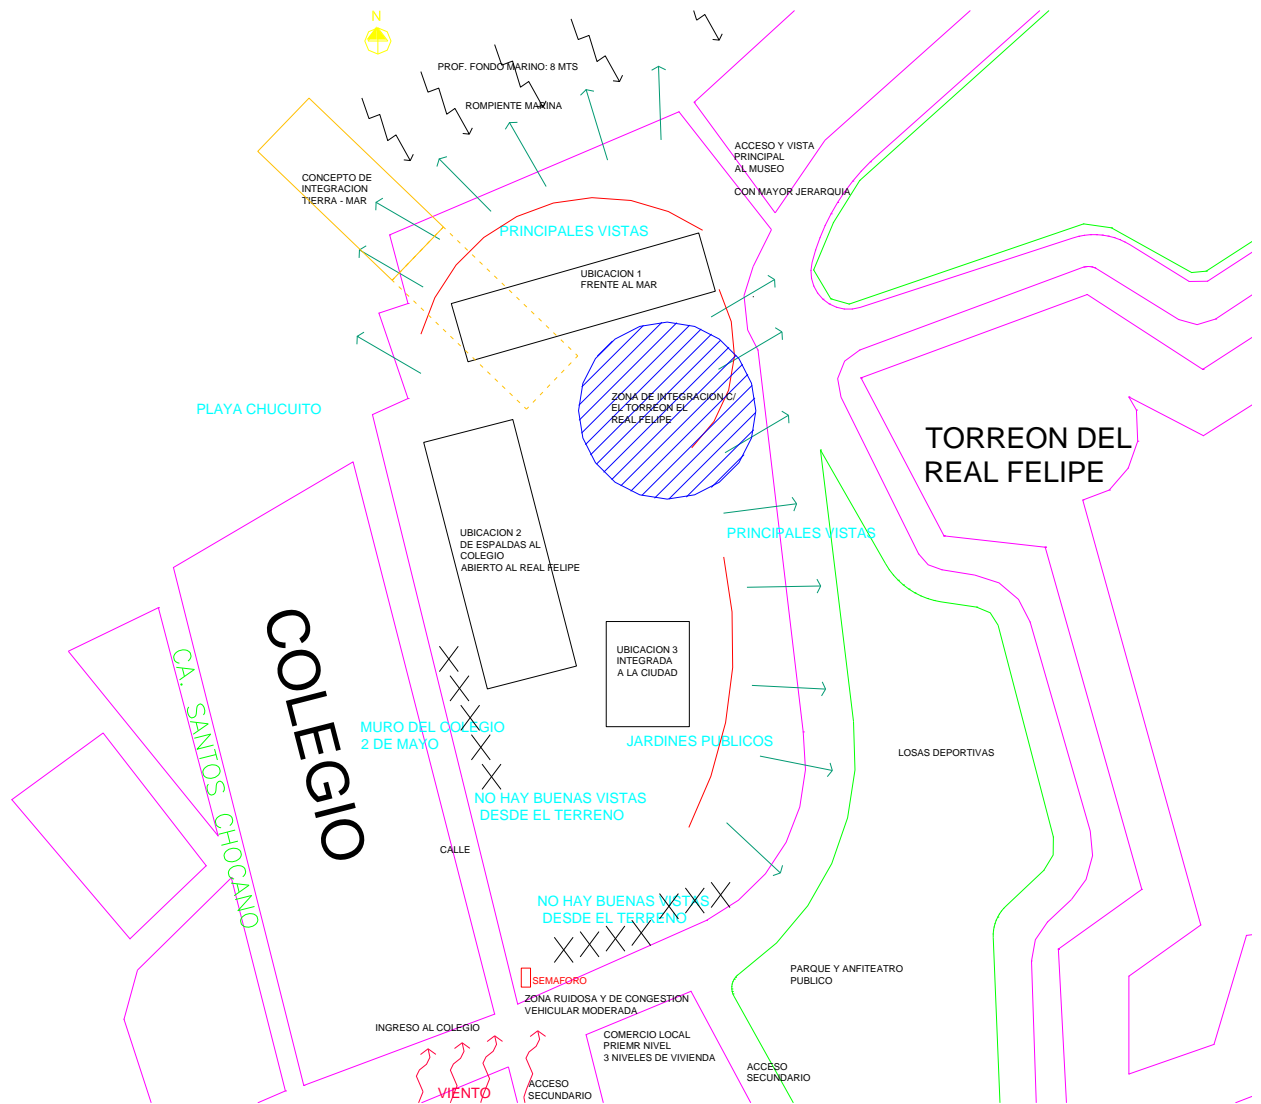 N
PROF. FONDO MARINO: 8 MTS
ROMPIENTE MARINA
ACCESO Y VISTA
PRINCIPAL
AL MUSEO
CON MAYOR JERARQUIA
CONCEPTO DE
INTEGRACION
TIERRA - MAR
PRINCIPALES VISTAS
UBICACION 1
FRENTE AL MAR
ZONA DE INTEGRACION C/
EL TORREON EL
REAL FELIPE
PLAYA CHUCUITO
TORREON DEL
REAL FELIPE
UBICACION 2
DE ESPALDAS AL
COLEGIO
ABIERTO AL REAL FELIPE
PRINCIPALES VISTAS
COLEGIO
CA. SANTOS CHOCANO
UBICACION 3
INTEGRADA
A LA CIUDAD
MURO DEL COLEGIO
2 DE MAYO
JARDINES PUBLICOS
LOSAS DEPORTIVAS
NO HAY BUENAS VISTAS
DESDE EL TERRENO
CALLE
NO HAY BUENAS VISTAS
DESDE EL TERRENO
SEMAFORO
PARQUE Y ANFITEATRO
PUBLICO
ZONA RUIDOSA Y DE CONGESTION
VEHICULAR MODERADA
INGRESO AL COLEGIO
COMERCIO LOCAL
PRIEMR NIVEL
3 NIVELES DE VIVIENDA
ACCESO
SECUNDARIO
VIENTO
ACCESO
SECUNDARIO